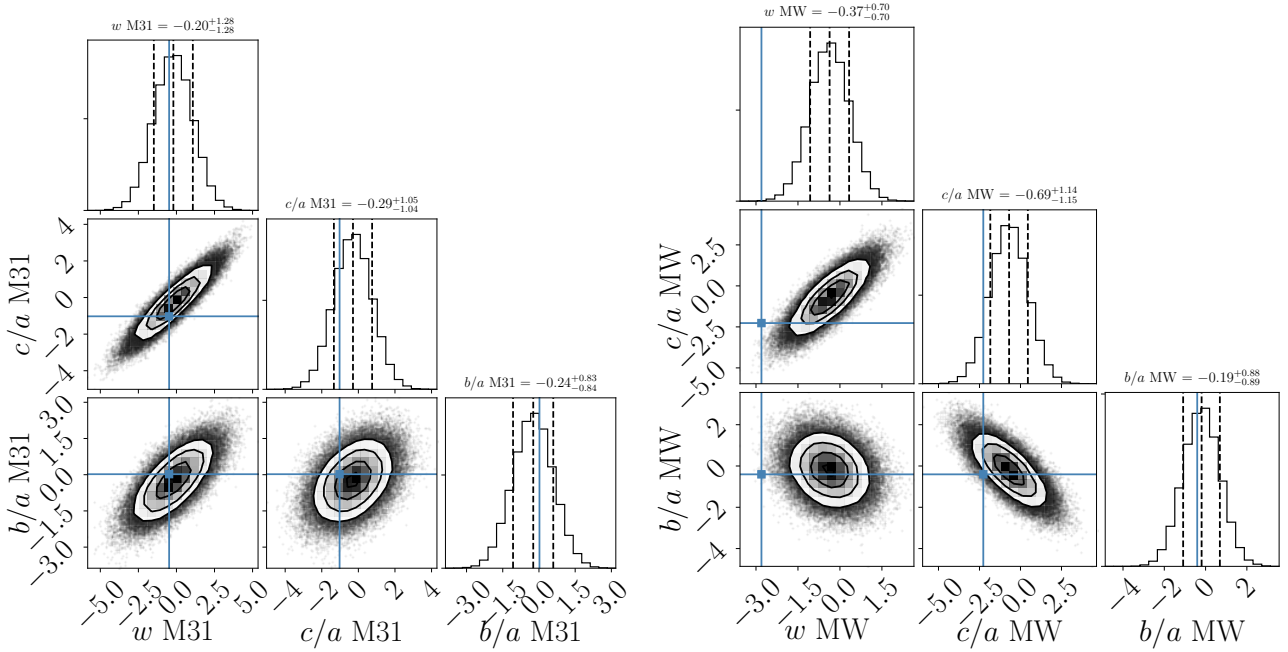 w M31 = −0.20+1.28−1.28
w MW = −0.37+0.70−0.70
c/a M31 = −0.29+1.05−1.04
c/a MW = −0.69+1.14−1.15
4
2
0
−2
−4
c/a M31
2.5
0.0
−2.5
−5.0
c/a MW
b/a M31 = −0.24+0.83−0.84
b/a MW = −0.19+0.88−0.89
3.0
1.5
0.0
−1.5
−3.0
b/a M31
2
0
−2
−4
b/a MW
−5.0 −2.5 0.0 2.5 5.0
−4 −2 0 2 4
−3.0 −1.5 0.0 1.5 3.0
−3.0 −1.5 0.0 1.5
−5.0 −2.5 0.0 2.5
−4 −2 0 2
w M31 c/a M31 b/a M31
w MW c/a MW b/a MW